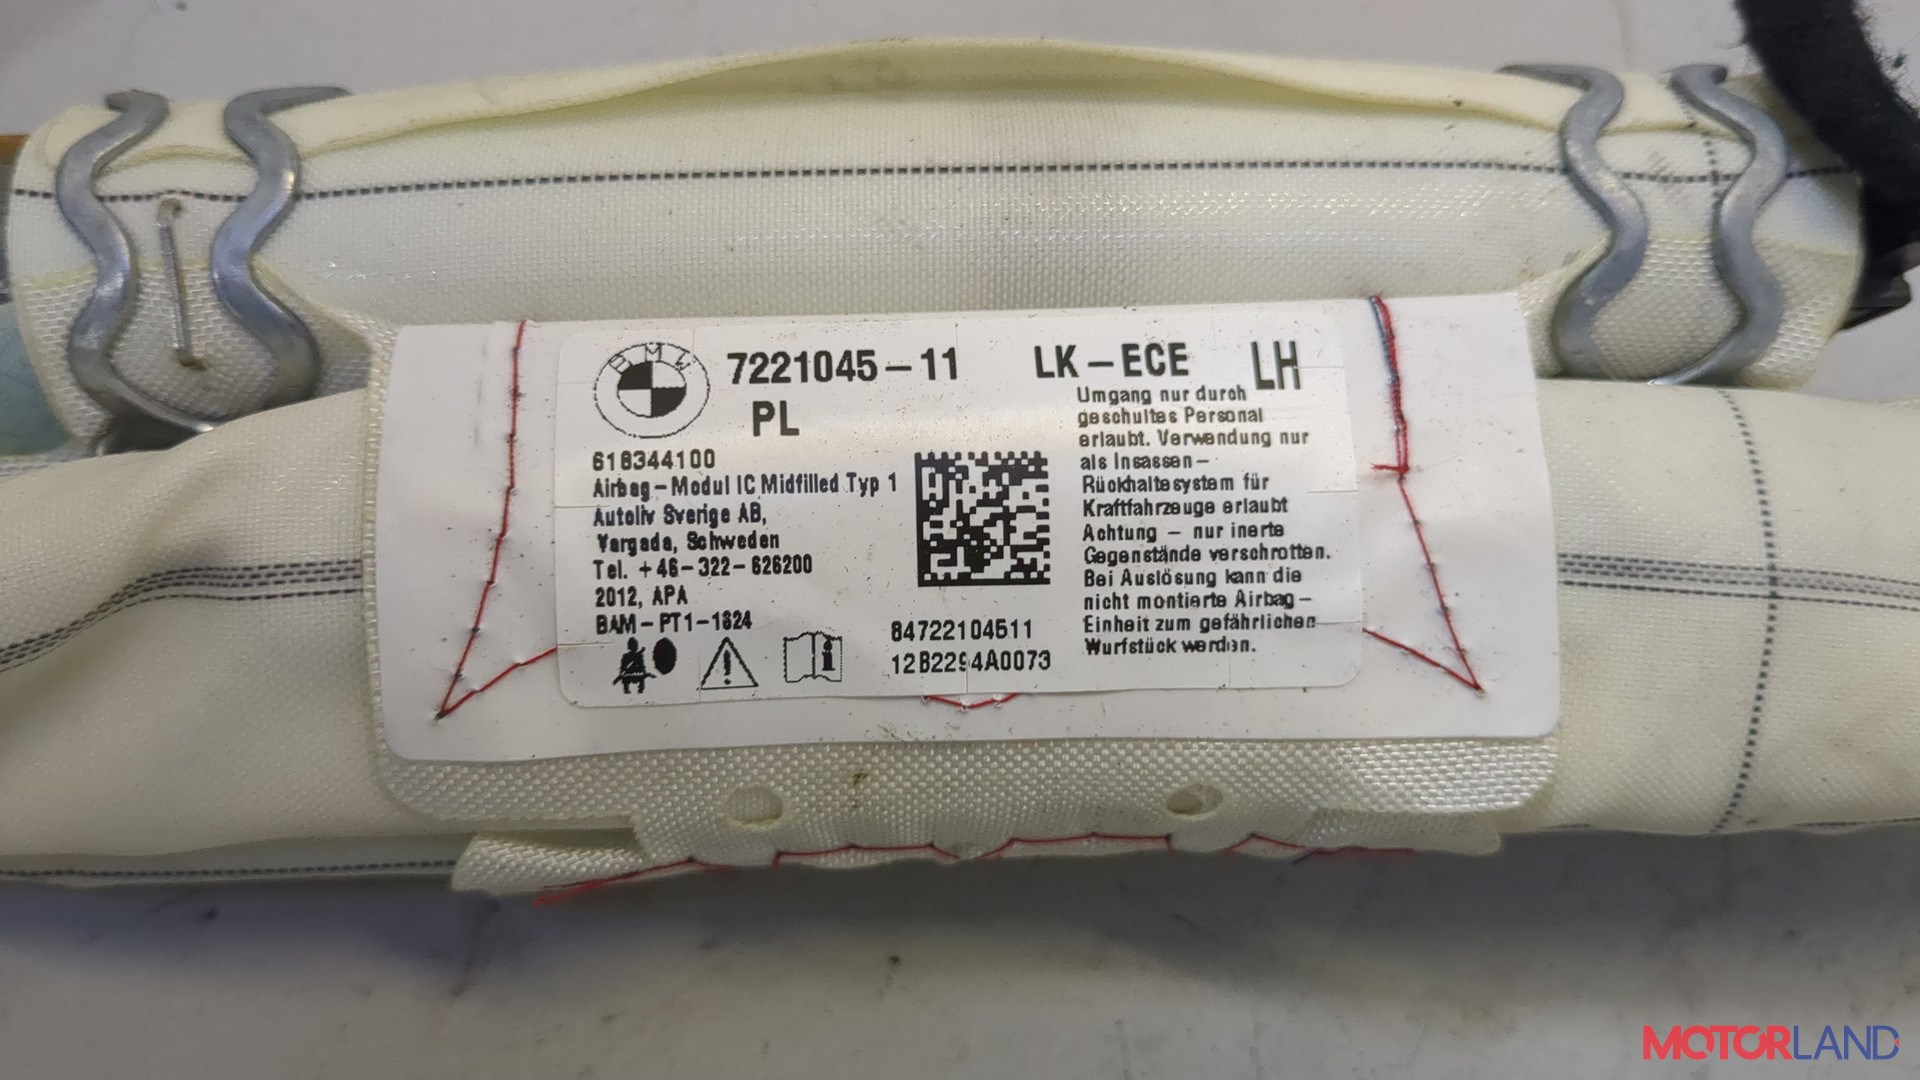 BMW
7221045-11
PL
LK-ECE
LH
618344100
Airbag-Modul IC Midfilled Typ 1
Autoliv Sverige AB,
Vargada, Schweden
Tel. +46-322-626200
2012, APA
BAM-PT1-1824
84722104511
12B2294A0073
Umgang nur durch
geschultes Personal
erlaubt. Verwendung nur
als Insassen-
Rückhaltesystem für
Kraftfahrzeuge erlaubt
Achtung - nur inerte
Gegenstände verschrotten.
Bei Auslösung kann die
nicht montierte Airbag-
Einheit zum gefährlichen
Wurfstück werden.
MOTORLAND